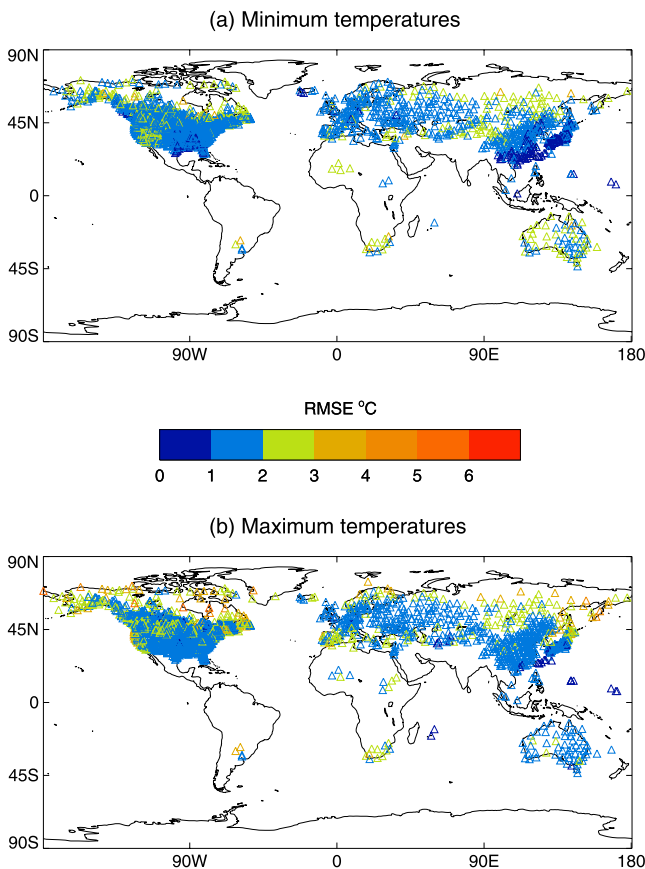 (a) Minimum temperatures
90N
45N
0
45S
90S
90W 0 90E 180
RMSE °C
0 1 2 3 4 5 6
(b) Maximum temperatures
90N
45N
0
45S
90S
90W 0 90E 180